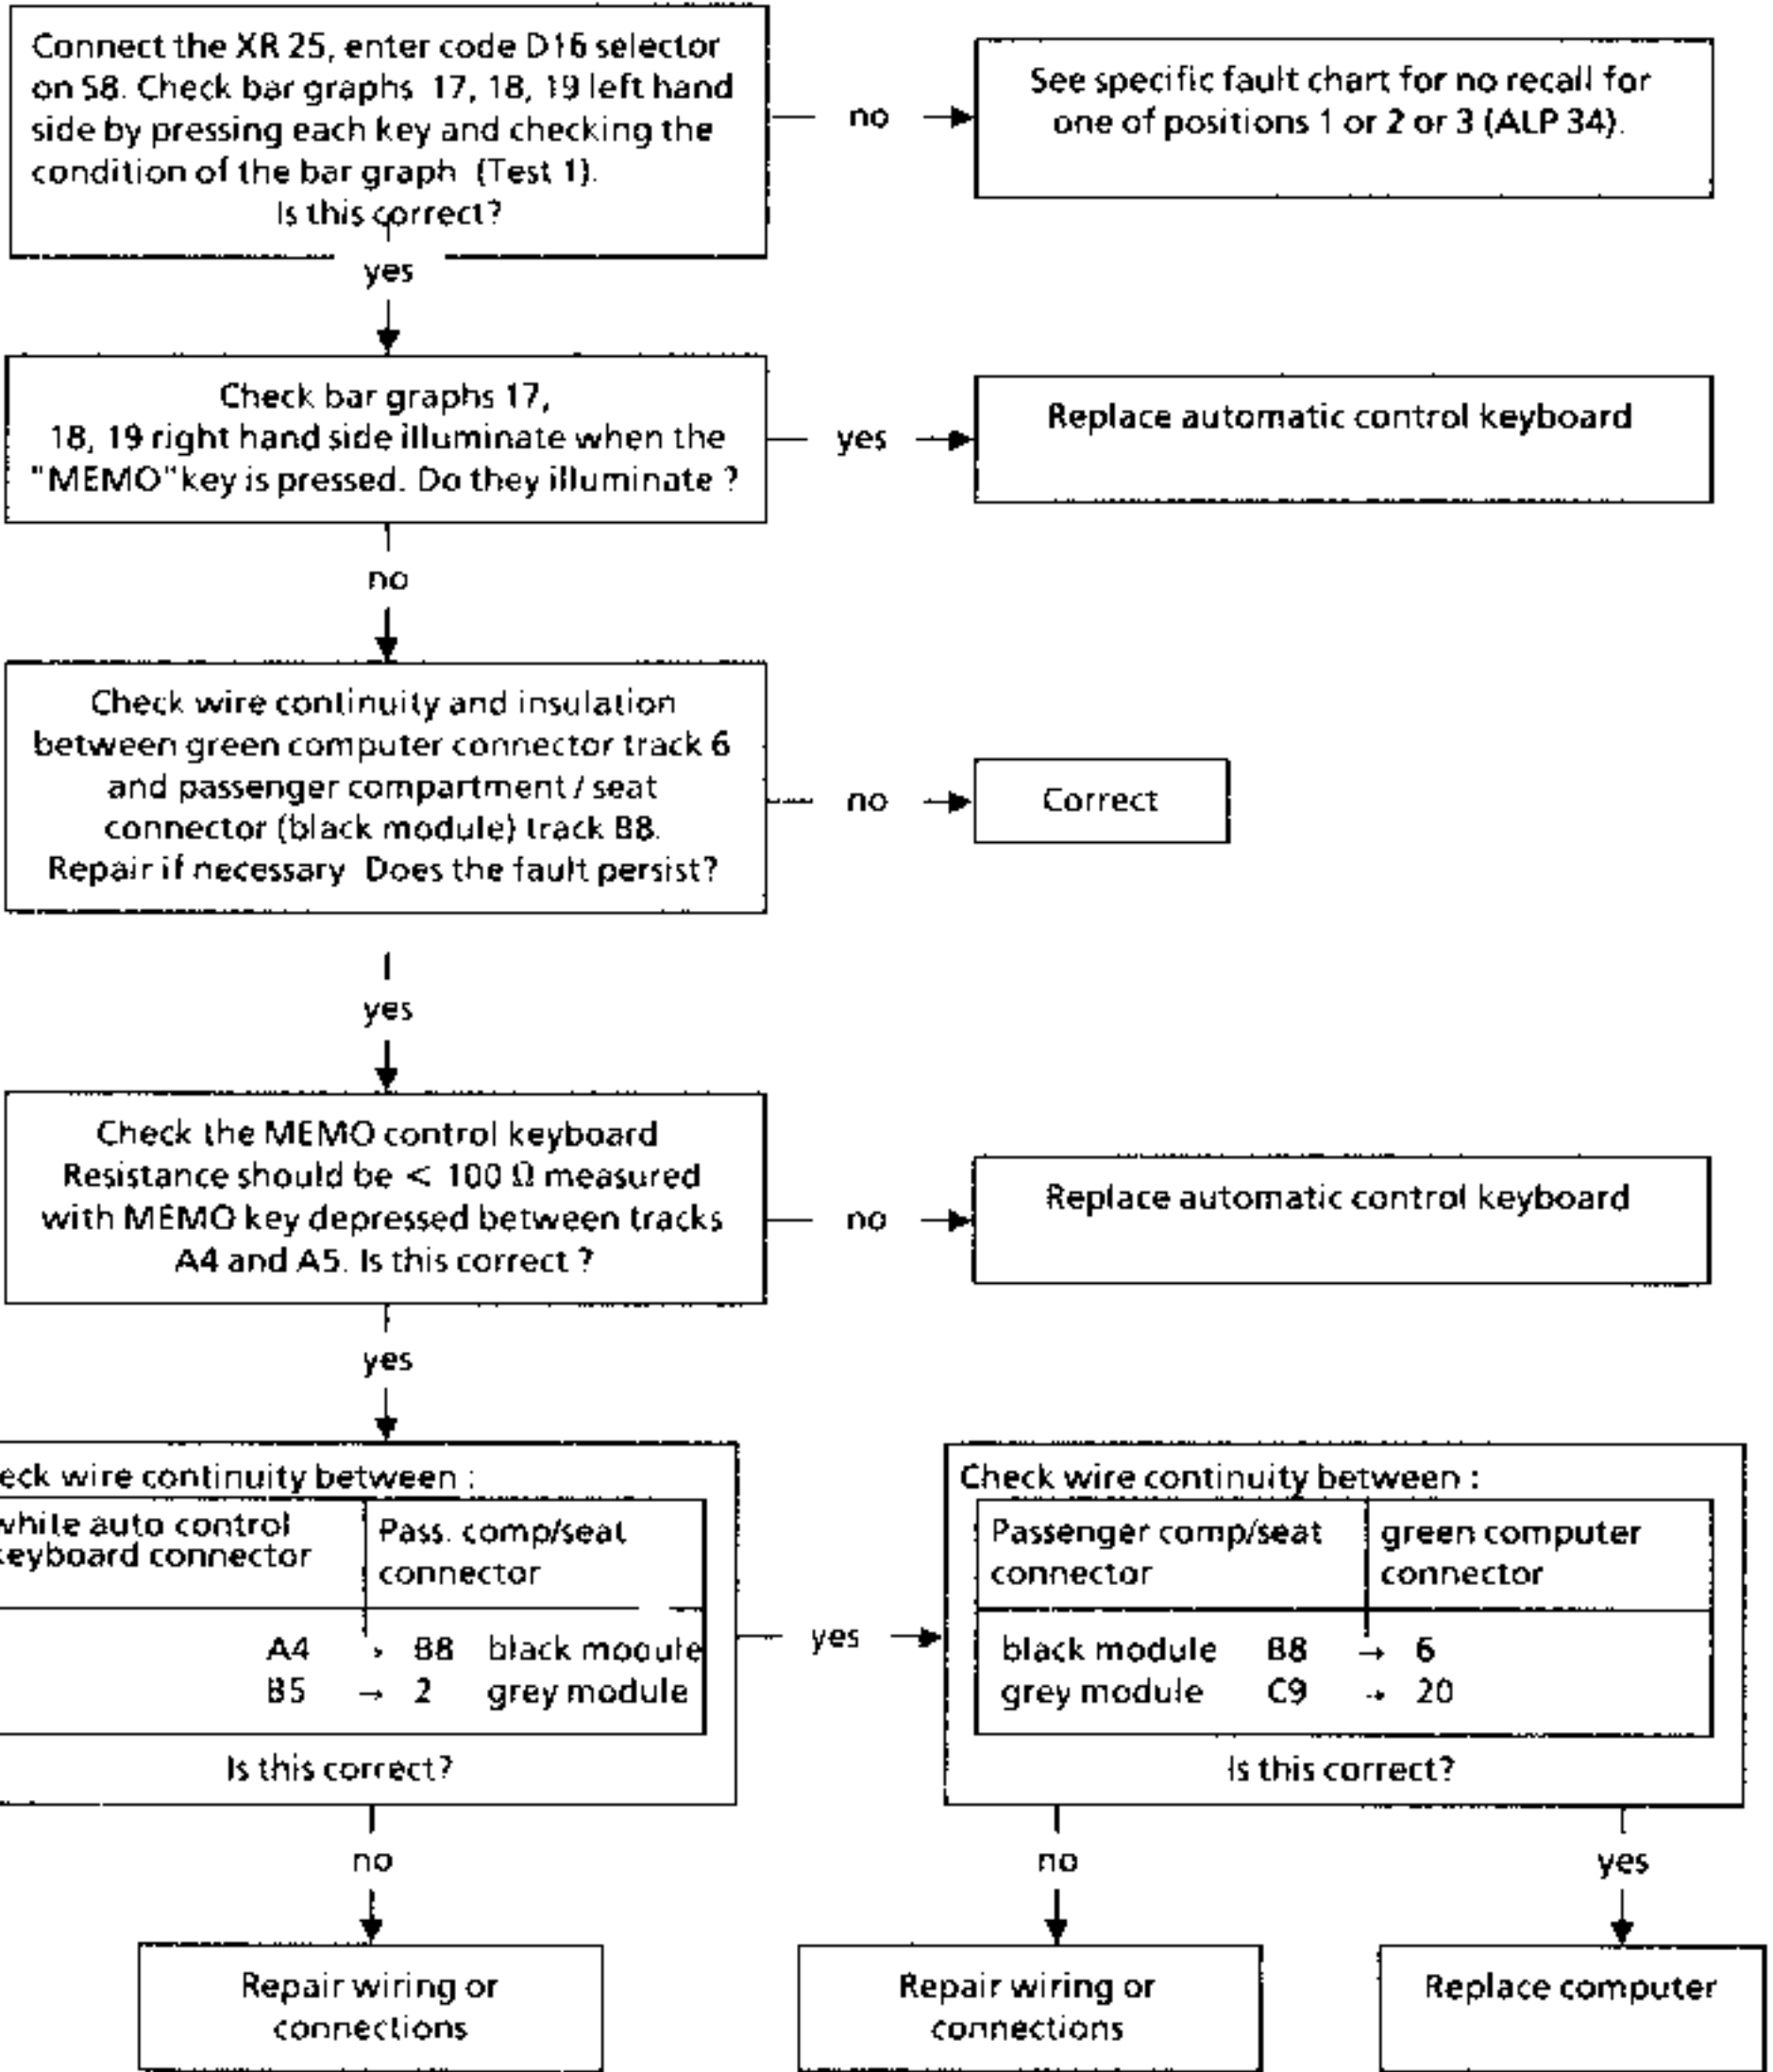 Connect the XR 25, enter code D16 selector
on S8. Check bar graphs 17, 18, 19 left hand
side by pressing each key and checking the
condition of the bar graph (Test 1).
Is this correct?
no
See specific fault chart for no recall for
one of positions 1 or 2 or 3 (ALP 34).
yes
Check bar graphs 17,
18, 19 right hand side illuminate when the
"MEMO" key is pressed. Do they illuminate ?
yes
Replace automatic control keyboard
no
Check wire continuity and insulation
between green computer connector track 6
and passenger compartment / seat
connector (black module) track B8.
Repair if necessary Does the fault persist?
no
Correct
yes
Check the MEMO control keyboard
Resistance should be < 100 Ω measured
with MEMO key depressed between tracks
A4 and A5. Is this correct ?
no
Replace automatic control keyboard
yes
eck wire continuity between :
white auto control
keyboard connector
Pass. comp/seat
connector
A4 → B8 black module
B5 → 2 grey module
Is this correct?
yes
Check wire continuity between :
Passenger comp/seat
connector
green computer
connector
black module B8 → 6
grey module C9 → 20
Is this correct?
no
no
yes
Repair wiring or
connections
Repair wiring or
connections
Replace computer